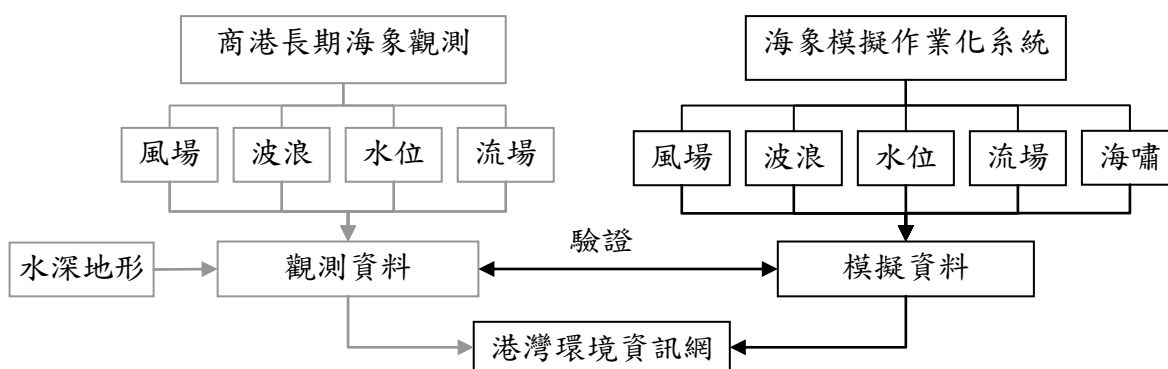 商港長期海象觀測
海象模擬作業化系統
風場
波浪
水位
流場
風場
波浪
水位
流場
海嘯
水深地形
觀測資料
驗證
模擬資料
港灣環境資訊網